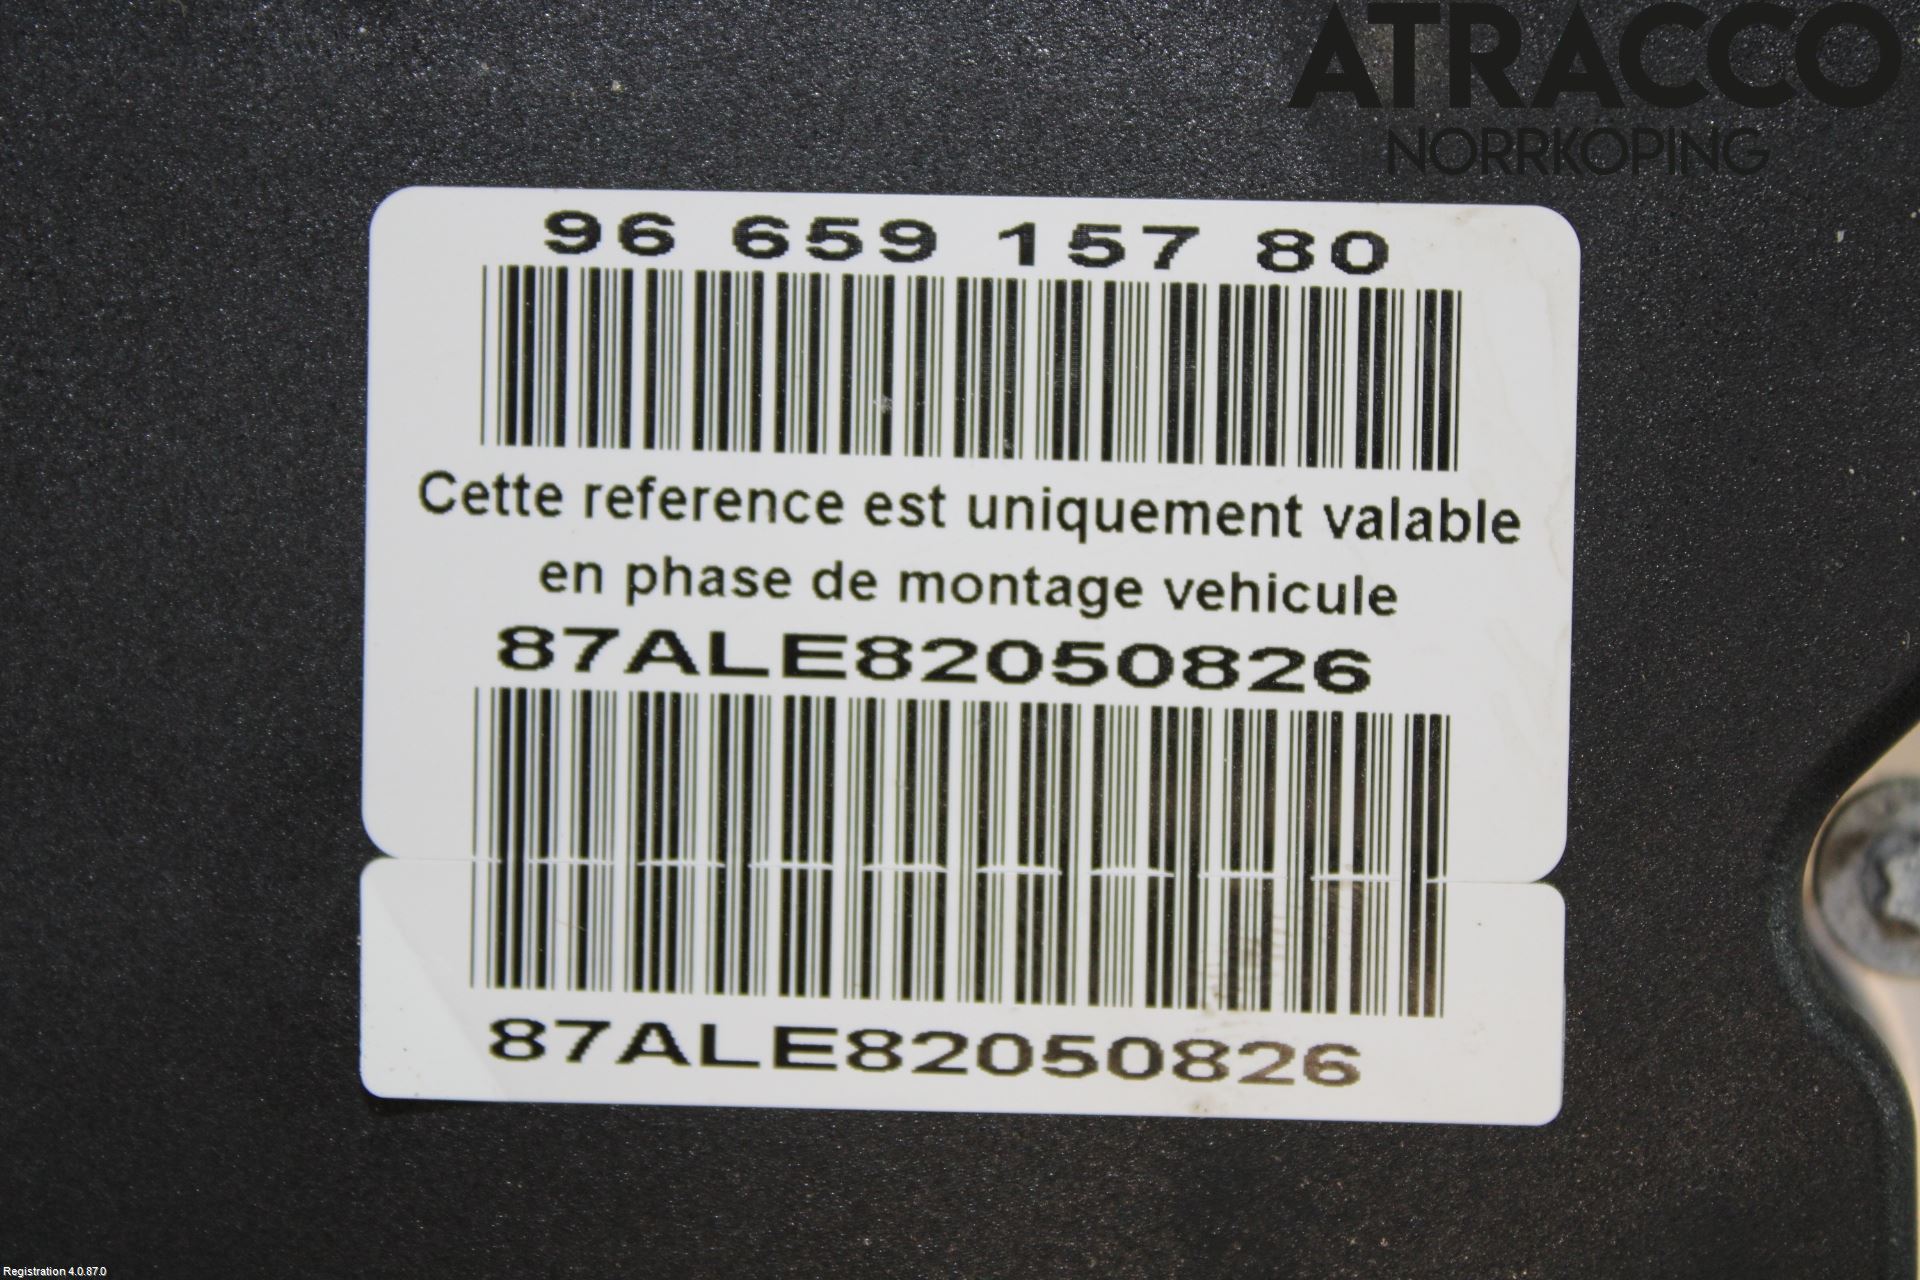 ATRACCO
NORRKÖPING
96 659 157 80
Cette reference est uniquement valable
en phase de montage vehicule
87ALE82050826
87ALE82050826
Registration 4.0.87.0